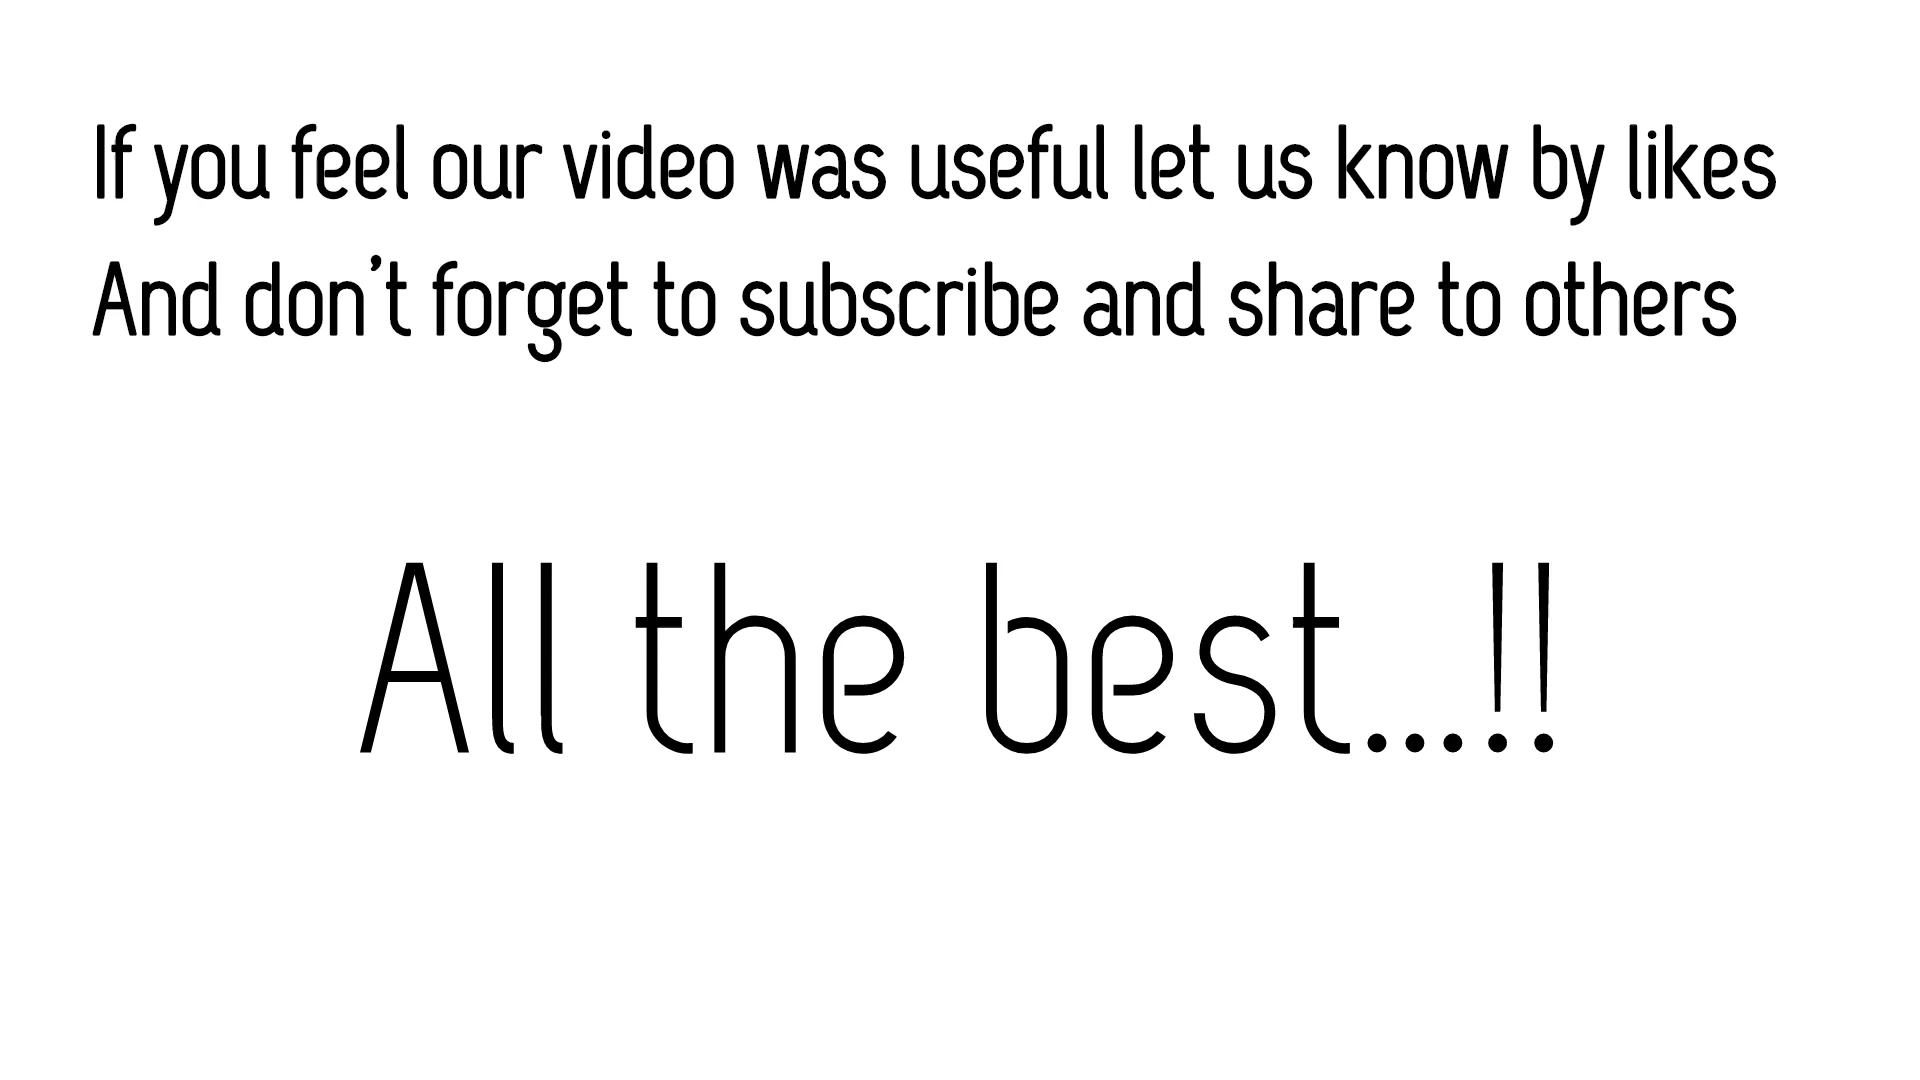 If you feel our video was useful let us know by likes
And don’t forget to subscribe and share to others
All the best...!!